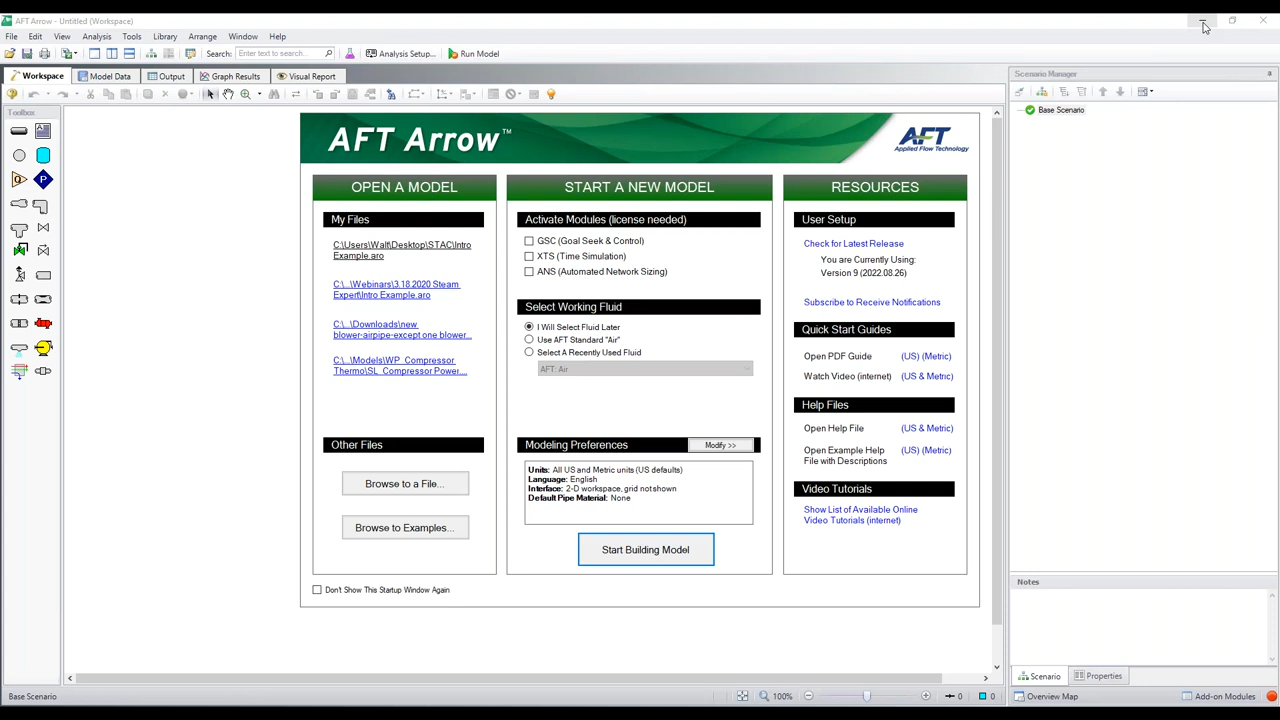 AFT Arrow - Untitled (Workspace)
File Edit View Analysis Tools Library Arrange Window Help
Search: Enter text to search... Analysis Setup... Run Model
Workspace Model Data Output Graph Results Visual Report
Toolbox
AFT Arrow™
AFT
Applied Flow Technology
OPEN A MODEL
My Files
C:\Users\Walt\Desktop\STAC\Intro
Example.aro
C:\...\Webinars\3.18.2020 Steam
Expert\Intro Example.aro
C:\...\Downloads\new
blower-airpipe-except one blower...
C:\...\Models\WP_Compressor
Thermo\SL_Compressor Power....
Other Files
Browse to a File...
Browse to Examples...
START A NEW MODEL
Activate Modules (license needed)
GSC (Goal Seek & Control)
XTS (Time Simulation)
ANS (Automated Network Sizing)
Select Working Fluid
I Will Select Fluid Later
Use AFT Standard "Air"
Select A Recently Used Fluid
AFT: Air
Modeling Preferences Modify >>
Units: All US and Metric units (US defaults)
Language: English
Interface: 2-D workspace, grid not shown
Default Pipe Material: None
Start Building Model
RESOURCES
User Setup
Check for Latest Release
You are Currently Using:
Version 9 (2022.08.26)
Subscribe to Receive Notifications
Quick Start Guides
Open PDF Guide (US) (Metric)
Watch Video (internet) (US & Metric)
Help Files
Open Help File (US & Metric)
Open Example Help (US) (Metric)
File with Descriptions
Video Tutorials
Show List of Available Online
Video Tutorials (internet)
Don't Show This Startup Window Again
Scenario Manager
Base Scenario
Notes
Scenario Properties
Base Scenario 100% 0 0 Overview Map Add-on Modules